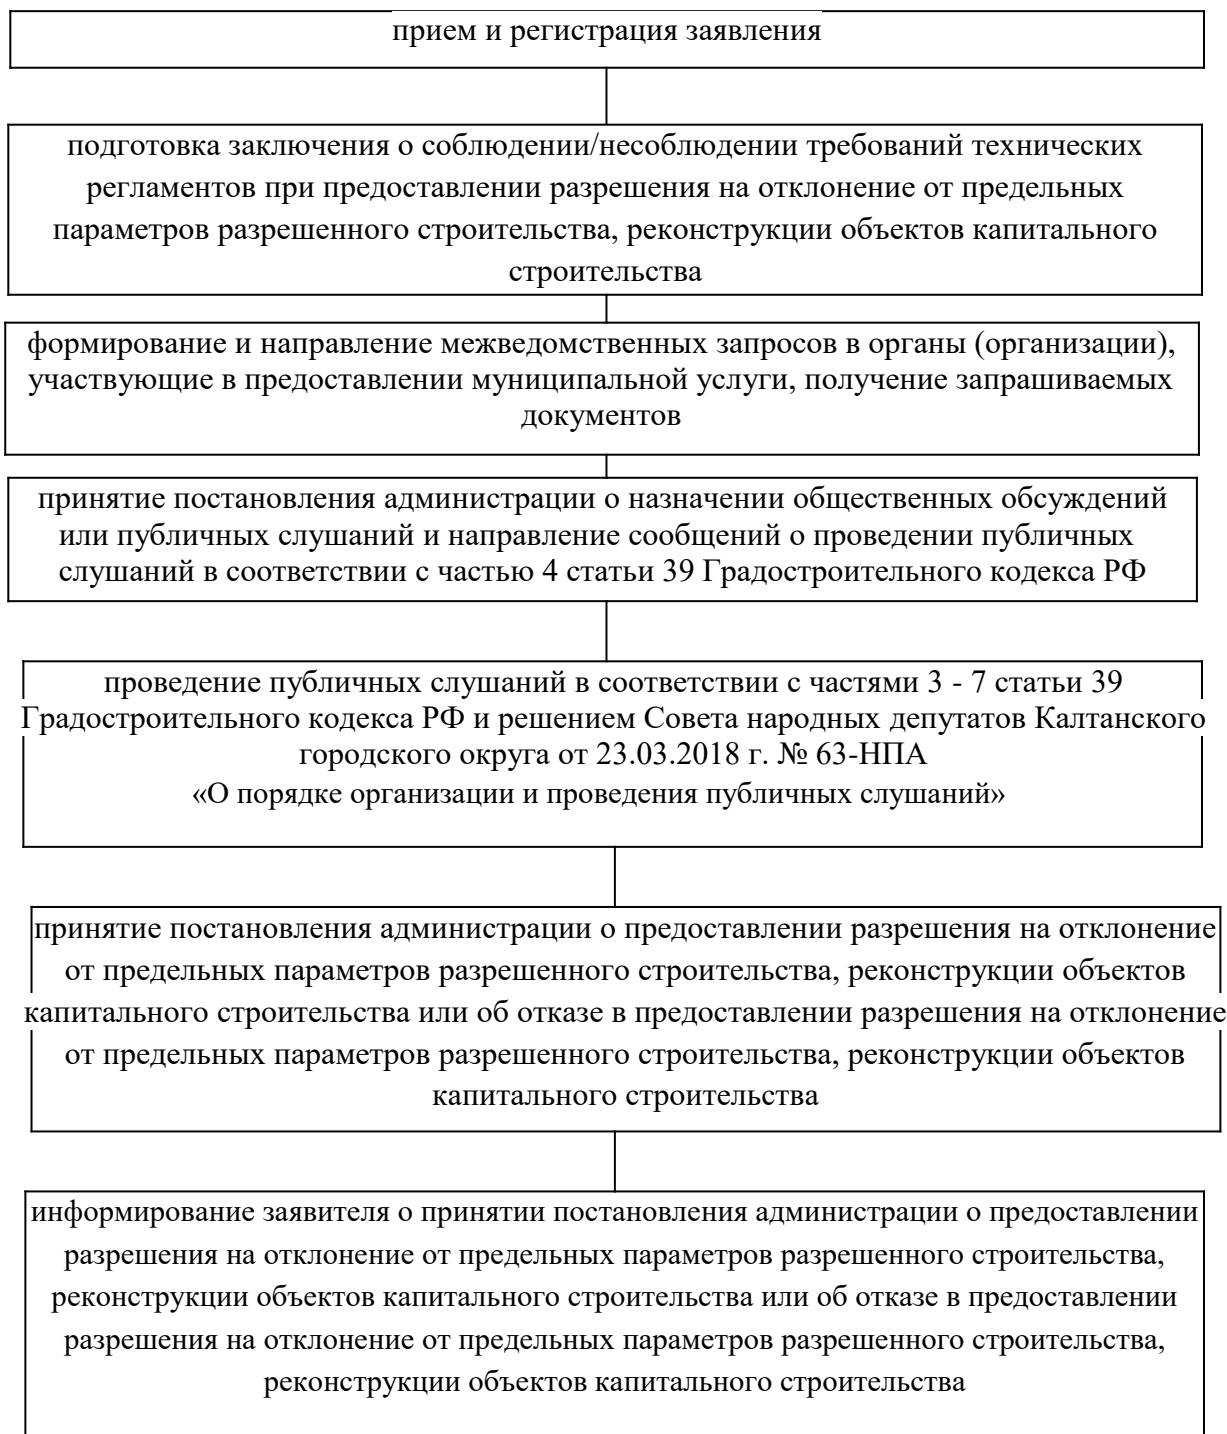 прием и регистрация заявления
подготовка заключения о соблюдении/несоблюдении требований технических
регламентов при предоставлении разрешения на отклонение от предельных
параметров разрешенного строительства, реконструкции объектов капитального
строительства
формирование и направление межведомственных запросов в органы (организации),
участвующие в предоставлении муниципальной услуги, получение запрашиваемых
документов
принятие постановления администрации о назначении общественных обсуждений
или публичных слушаний и направление сообщений о проведении публичных
слушаний в соответствии с частью 4 статьи 39 Градостроительного кодекса РФ
проведение публичных слушаний в соответствии с частями 3 - 7 статьи 39
Градостроительного кодекса РФ и решением Совета народных депутатов Калтанского
городского округа от 23.03.2018 г. № 63-НПА
«О порядке организации и проведения публичных слушаний»
принятие постановления администрации о предоставлении разрешения на отклонение
от предельных параметров разрешенного строительства, реконструкции объектов
капитального строительства или об отказе в предоставлении разрешения на отклонение
от предельных параметров разрешенного строительства, реконструкции объектов
капитального строительства
информирование заявителя о принятии постановления администрации о предоставлении
разрешения на отклонение от предельных параметров разрешенного строительства,
реконструкции объектов капитального строительства или об отказе в предоставлении
разрешения на отклонение от предельных параметров разрешенного строительства,
реконструкции объектов капитального строительства